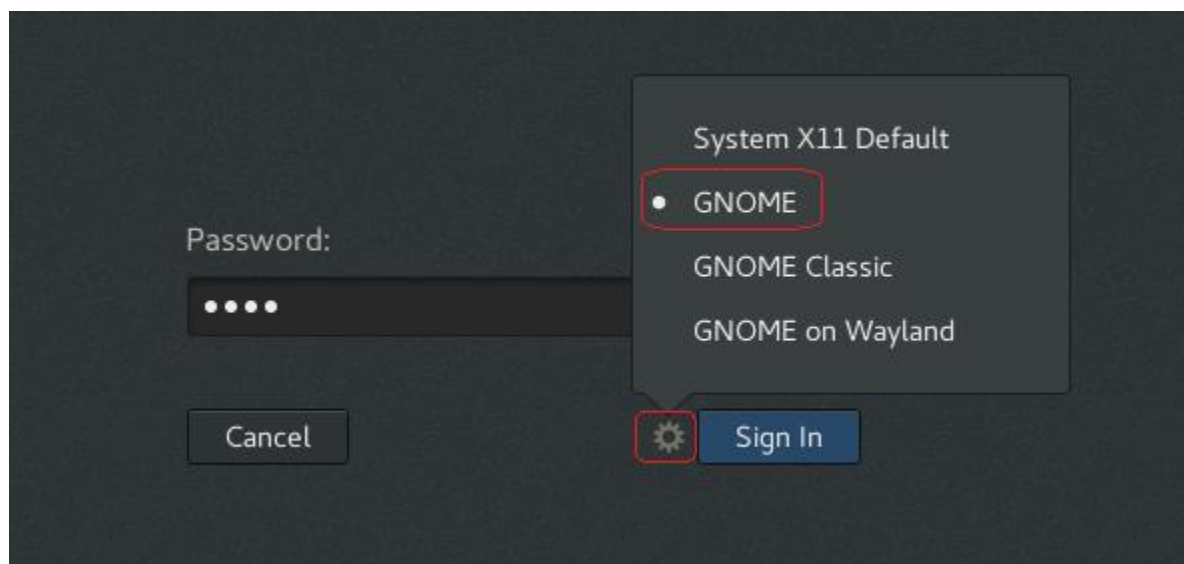 System X11 Default
GNOME
Password:
GNOME Classic
GNOME on Wayland
Cancel
Sign In